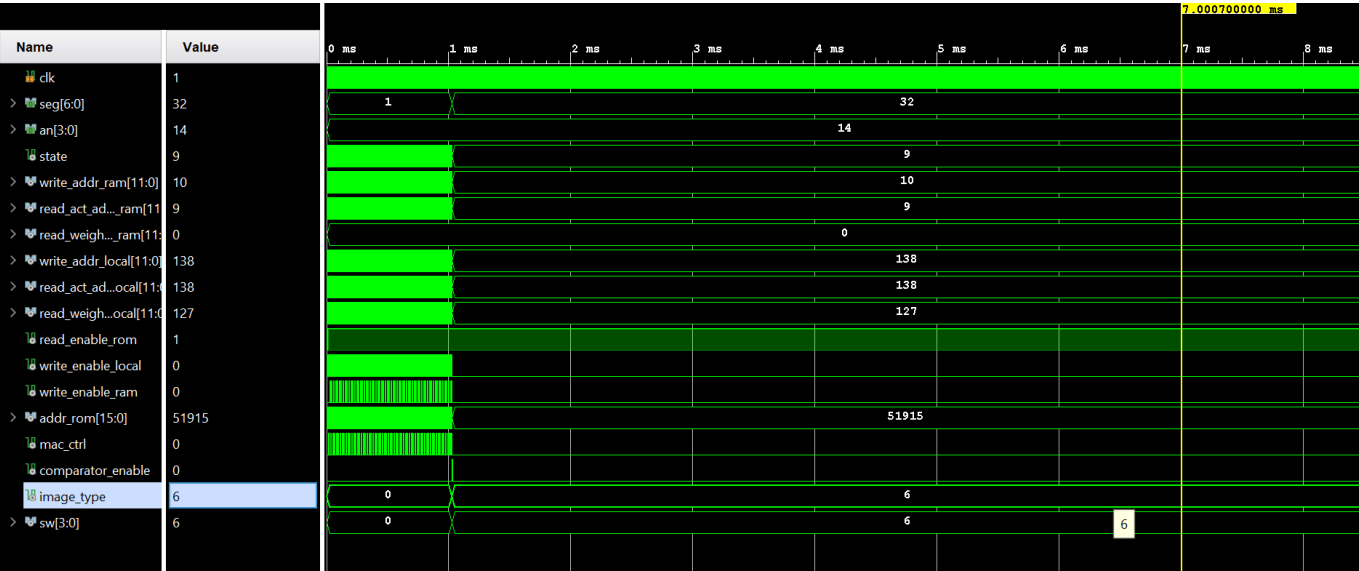 7.000700000 ms
Name Value 0 ms 1 ms 2 ms 3 ms 4 ms 5 ms 6 ms 7 ms 8 ms
clk 1
seg[6:0] 32 1 32
an[3:0] 14 14
state 9 9
write_addr_ram[11:0] 10 10
read_act_ad..._ram[11 9 9
read_weigh..._ram[11: 0 0
write_addr_local[11:0] 138 138
read_act_ad...ocal[11:( 138 138
read_weigh...ocal[11:0 127 127
read_enable_rom 1
write_enable_local 0
write_enable_ram 0
addr_rom[15:0] 51915 51915
mac_ctrl 0
comparator_enable 0
image_type 6 0 6
sw[3:0] 6 0 6 6